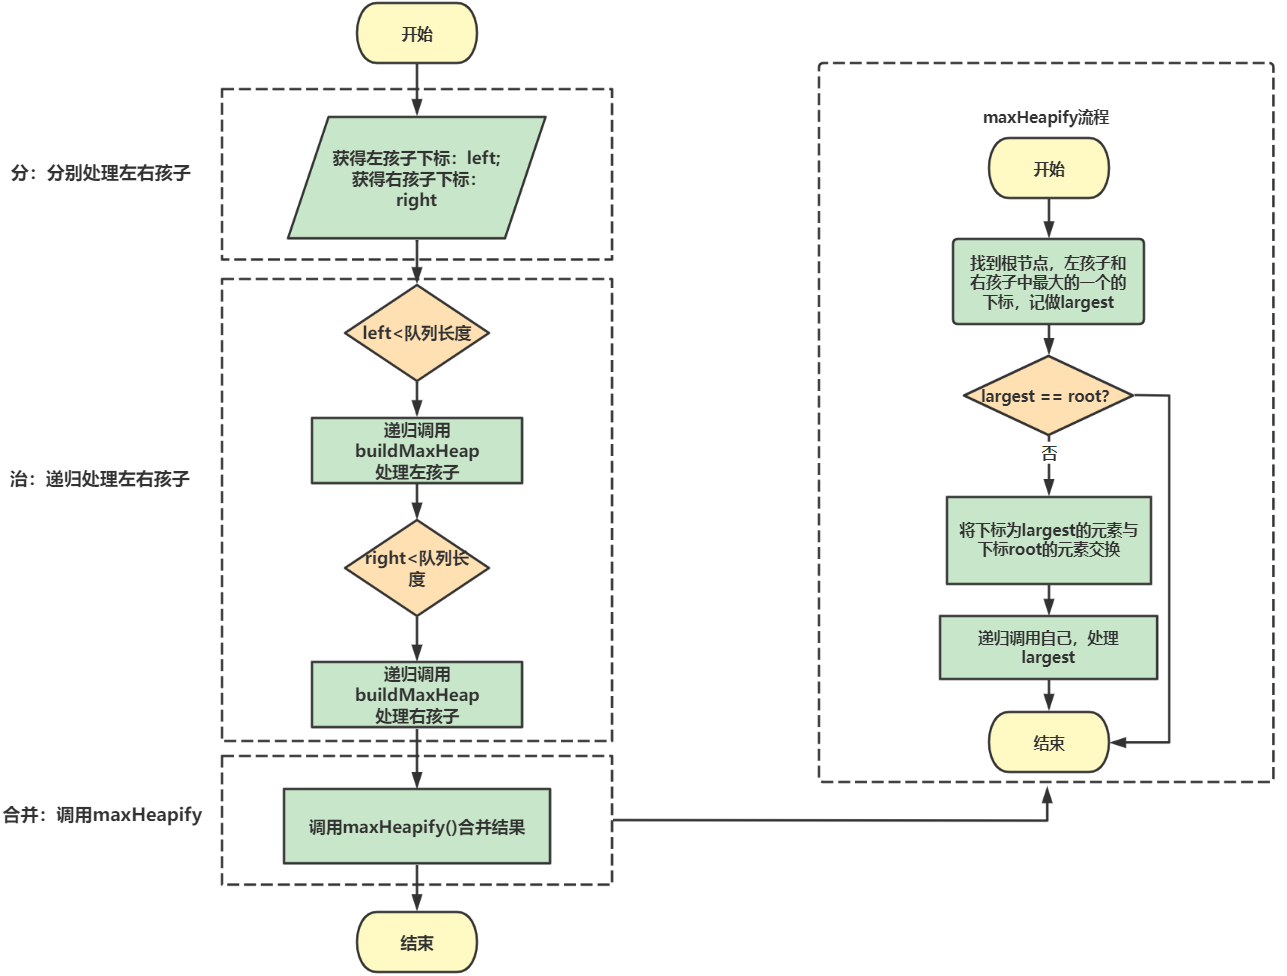 开始
分：分别处理左右孩子
获得左孩子下标：left;
获得右孩子下标：
right
left<队列长度
递归调用
buildMaxHeap
处理左孩子
治：递归处理左右孩子
right<队列长
度
递归调用
buildMaxHeap
处理右孩子
合并：调用maxHeapify
调用maxHeapify()合并结果
结束
maxHeapify流程
开始
找到根节点，左孩子和
右孩子中最大的一个的
下标，记做largest
largest == root?
否
将下标为largest的元素与
下标root的元素交换
递归调用自己，处理
largest
结束